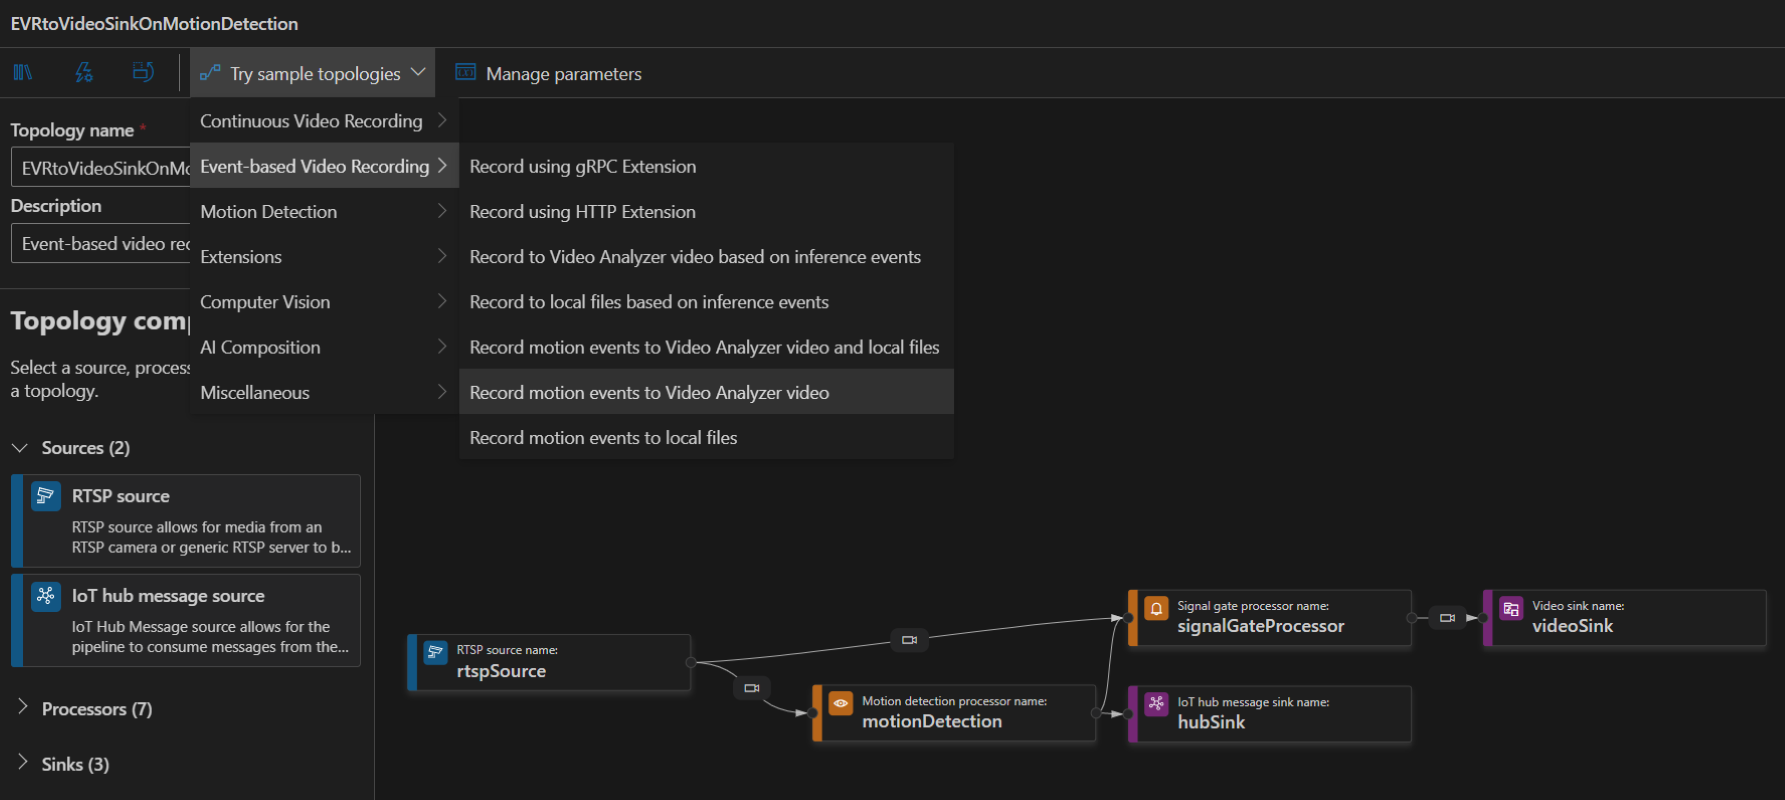 EVRtoVideoSinkOnMotionDetection
Try sample topologies
Manage parameters
Topology name *
EVRtoVideoSinkOnMo
Description
Event-based video rec
Continuous Video Recording
Event-based Video Recording
Motion Detection
Extensions
Computer Vision
AI Composition
Miscellaneous
Record using gRPC Extension
Record using HTTP Extension
Record to Video Analyzer video based on inference events
Record to local files based on inference events
Record motion events to Video Analyzer video and local files
Record motion events to Video Analyzer video
Record motion events to local files
Topology comp
Select a source, process
a topology.
Sources (2)
RTSP source
RTSP source allows for media from an
RTSP camera or generic RTSP server to b...
IoT hub message source
IoT Hub Message source allows for the
pipeline to consume messages from the...
Processors (7)
Sinks (3)
RTSP source name:
rtspSource
Motion detection processor name:
motionDetection
Signal gate processor name:
signalGateProcessor
IoT hub message sink name:
hubSink
Video sink name:
videoSink